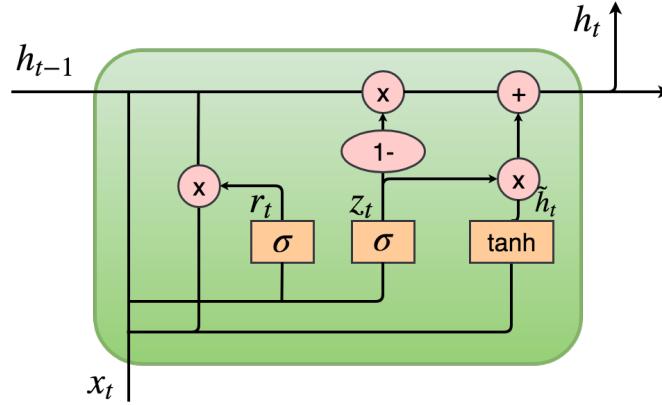 h_t
h_{t−1}
x
+
1-
x
x
r_t
z_t
h̃_t
σ
σ
tanh
x_t